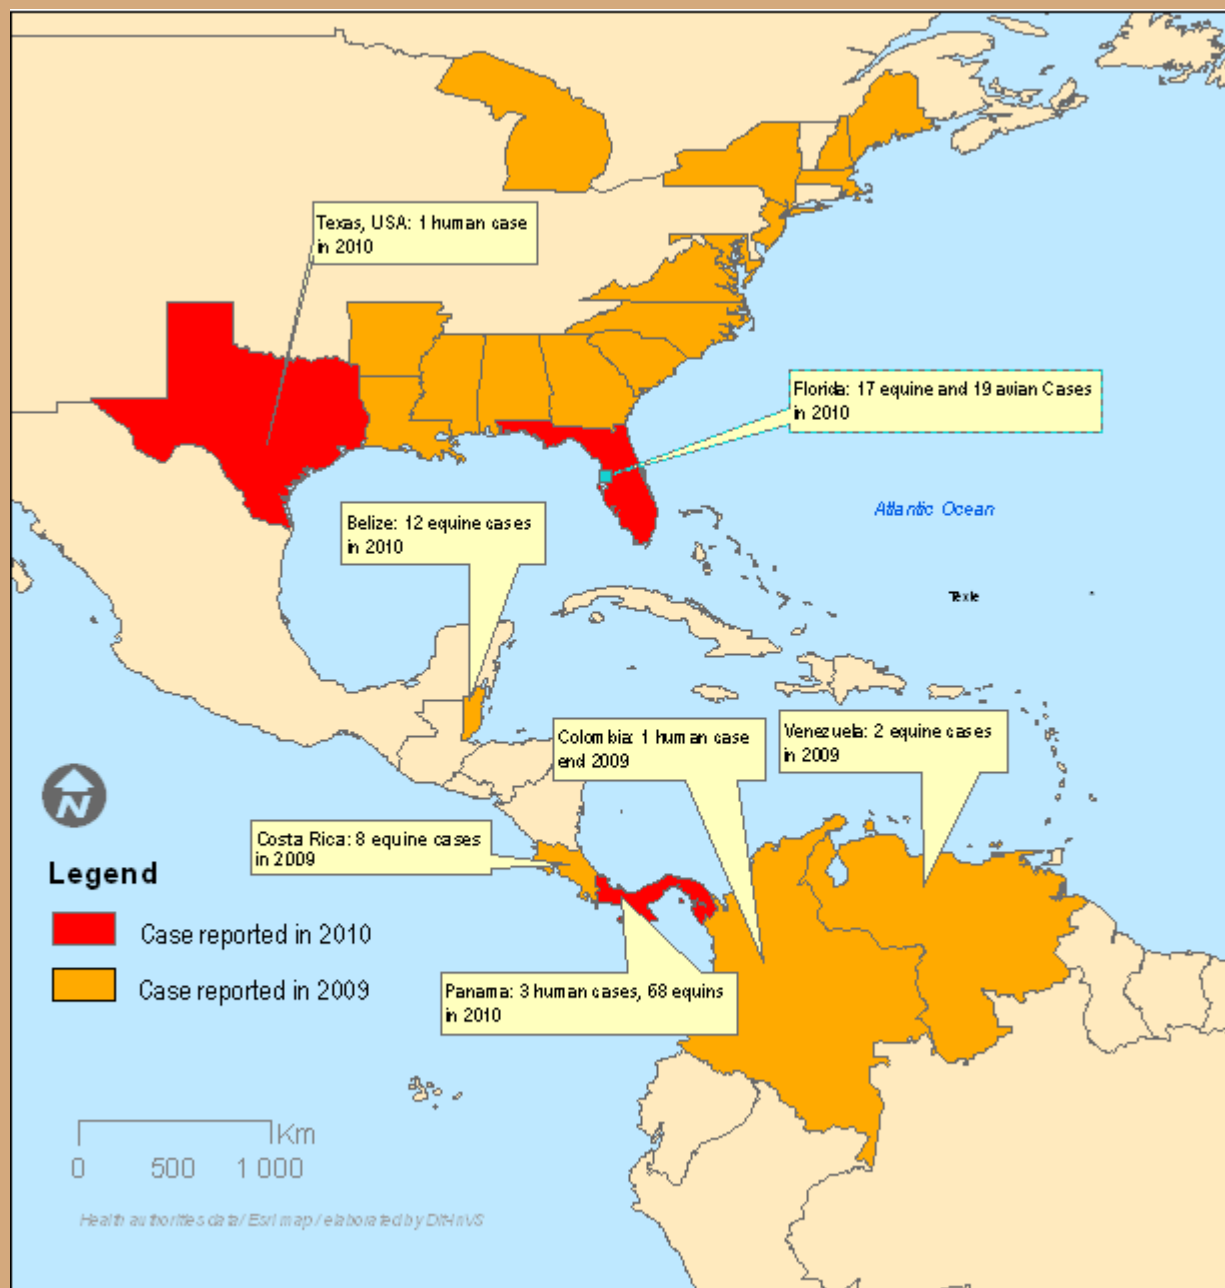 Texas, USA: 1 human case
in 2010
Florida: 17 equine and 19 avian Cases
in 2010
Atlantic Ocean
Belize: 12 equine cases
in 2010
Texte
Colombia: 1 human case
end 2009
Venezuela: 2 equine cases
in 2009
N
Costa Rica: 8 equine cases
in 2009
Legend
Case reported in 2010
Case reported in 2009
Panama: 3 human cases, 68 equins
in 2010
Km
0 500 1 000
Health authorities data / Esri map / elaborated by DIt-InVS